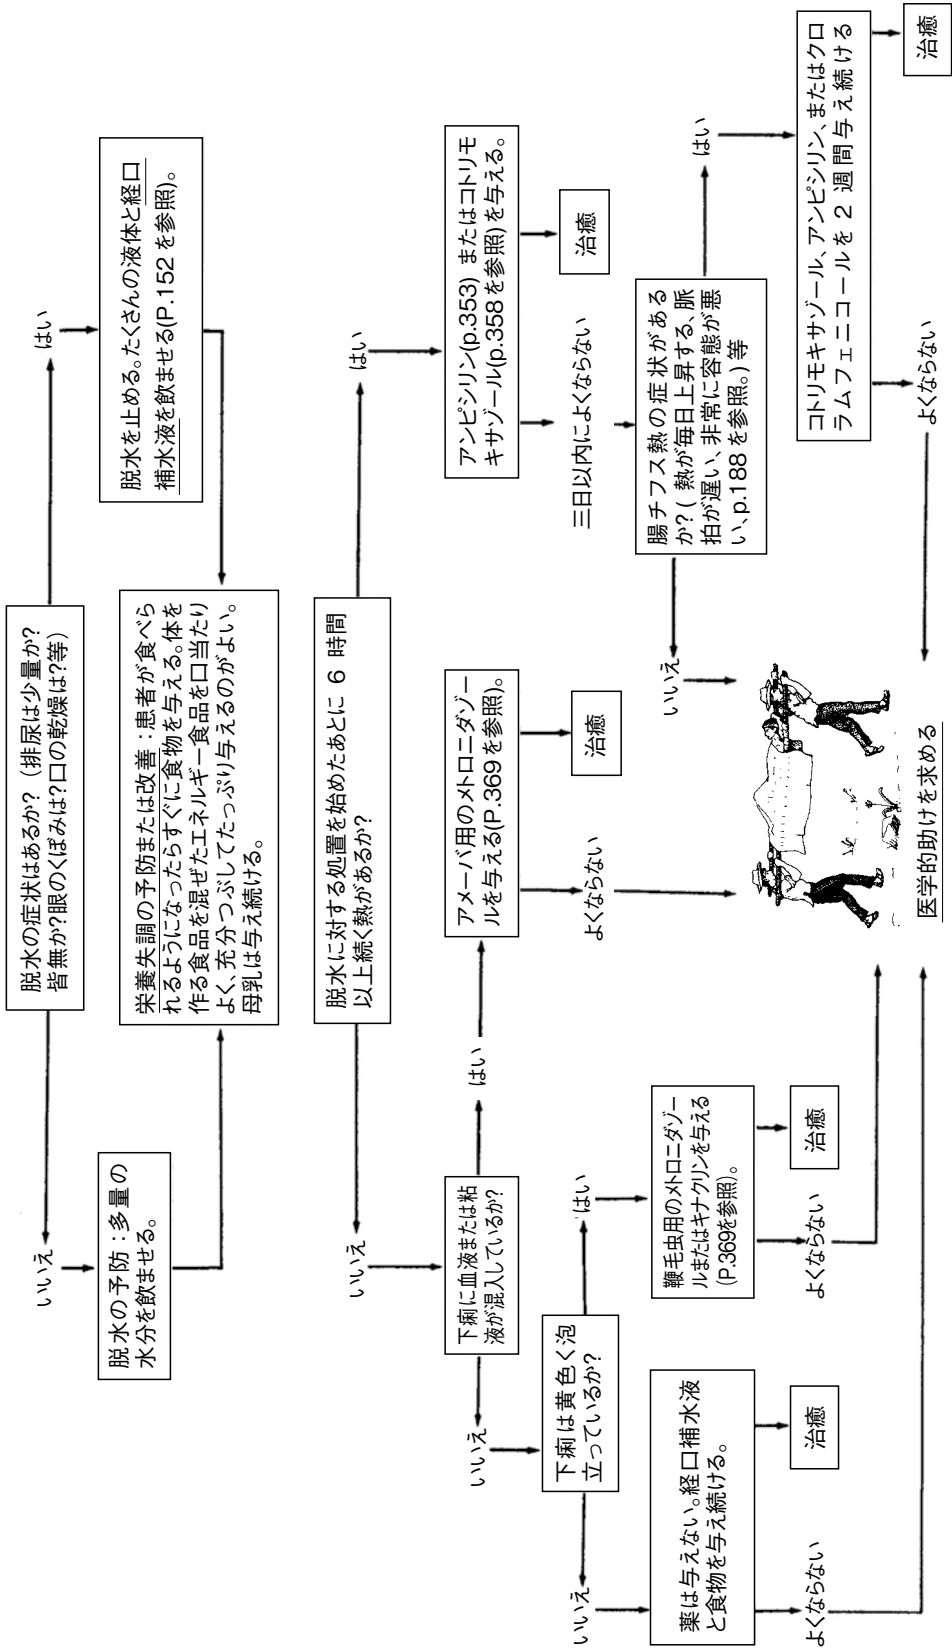 脱水の症状はあるか? (排尿は少量か?
皆無か?眼のくぼみは?口の乾燥は?等)
いいえ
はい
脱水の予防:多量の
水分を飲ませる。
脱水を止める。たくさんの液体と経口
補水液を飲ませる(P.152を参照)。
栄養失調の予防または改善:患者が食べら
れるようになったらすぐに食物を与える。体を
作る食品を混ぜたエネルギー食品を口当たり
よく、充分つぶしてたっぷり与えるのがよい。
母乳は与え続ける。
脱水に対する処置を始めたあとに 6 時間
以上続く熱があるか?
いいえ
はい
下痢に血液または粘
液が混入しているか?
いいえ
はい
アメーバ用のメトロニダゾー
ルを与える(P.369を参照)。
よくならない
治癒
アンピシリン(p.353) またはコトリモ
キサゾール(p.358を参照)を与える。
三日以内によくならない
治癒
下痢は黄色く泡
立っているか?
いいえ
はい
腸チフス熱の症状がある
か? ( 熱が毎日上昇する、脈
拍が遅い、非常に容態が悪
い、p.188を参照。) 等
いいえ
はい
薬は与えない。経口補水液
と食物を与え続ける。
よくならない
治癒
鞭毛虫用のメトロニダゾー
ルまたはキナクリンを与える
(P.369を参照)。
よくならない
治癒
コトリモキサゾール、アンピシリン、またはクロ
ラムフェニコールを 2 週間与え続ける
よくならない
治癒
医学的助けを求める